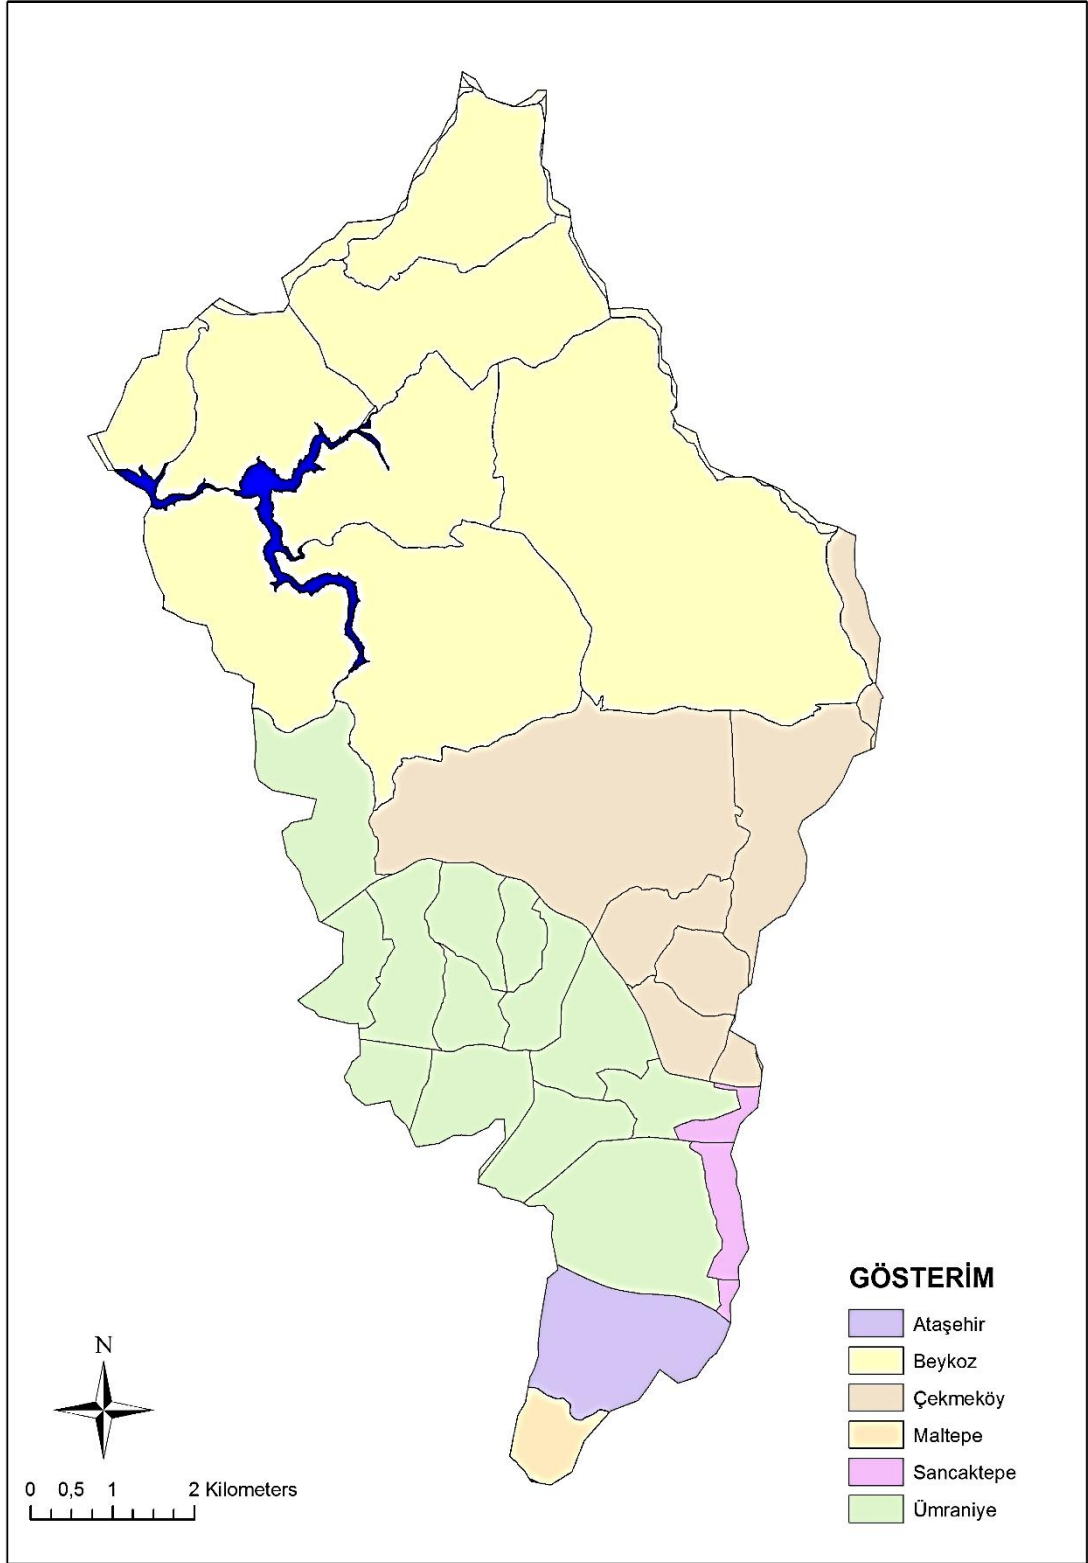 GÖSTERİM
Ataşehir
Beykoz
Çekmeköy
Maltepe
Sancaktepe
Ümraniye
N
0 0,5 1 2 Kilometers